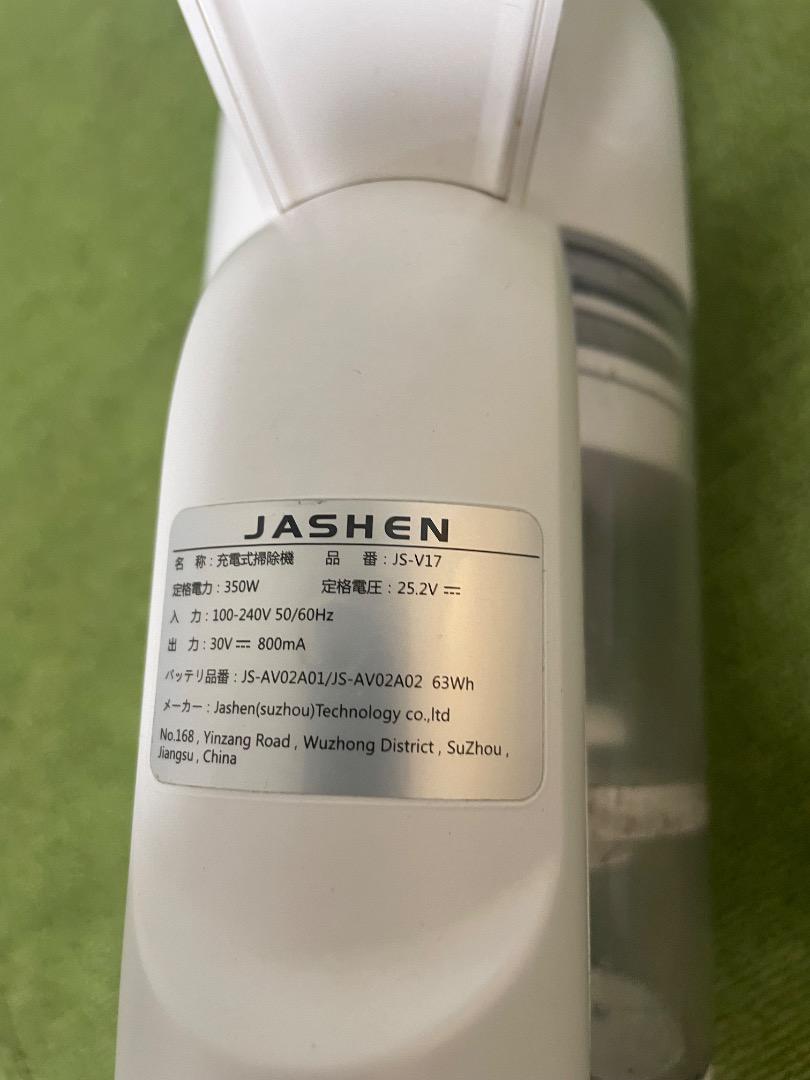 JASHEN
名 称 : 充電式掃除機 品 番 : JS-V17
定格電力 : 350W 定格電圧 : 25.2V ⎓
入 力 : 100-240V 50/60Hz
出 力 : 30V ⎓ 800mA
バッテリ品番 : JS-AV02A01/JS-AV02A02 63Wh
メーカー : Jashen(suzhou)Technology co.,ltd
No.168 , Yinzang Road , Wuzhong District , SuZhou ,
Jiangsu , China